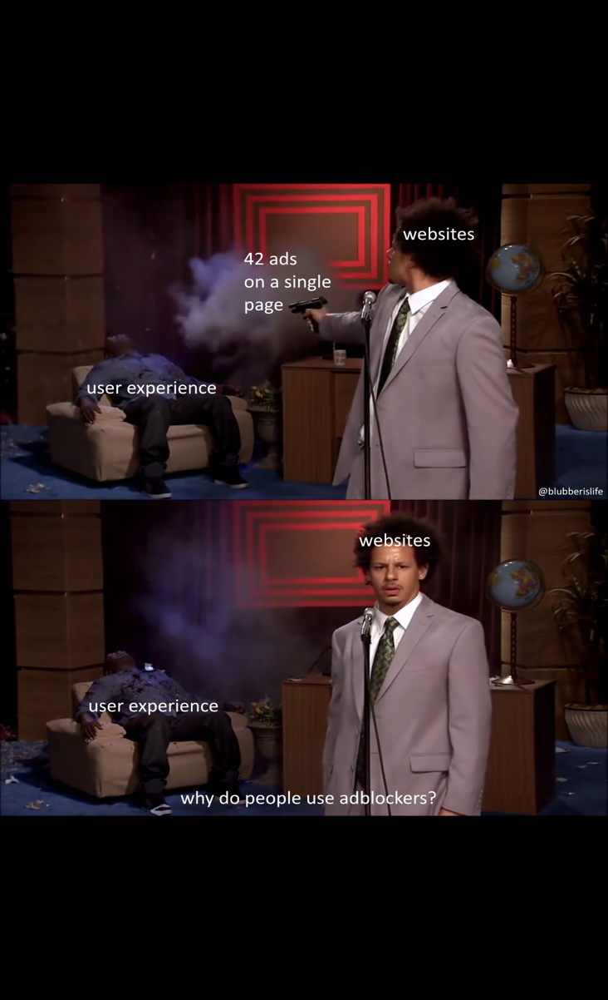 websites
42 ads
on a single
page
user experience
@blubberislife
websites
user experience
why do people use adblockers?